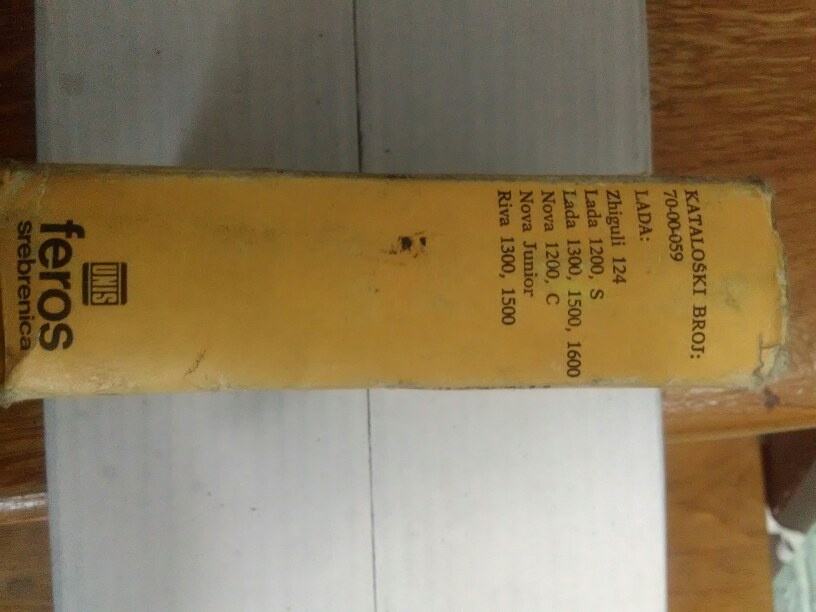 KATALOŠKI BROJ:
70-00-059
LADA:
Zhiguli 124
Lada 1200, S
Lada 1300, 1500, 1600
Nova 1200, C
Nova Junior
Riva 1300, 1500
UNIS
feros
srebrenica